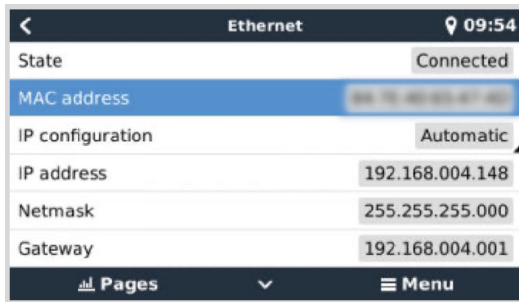 Ethernet 09:54
State Connected
MAC address
IP configuration Automatic
IP address 192.168.004.148
Netmask 255.255.255.000
Gateway 192.168.004.001
Pages Menu